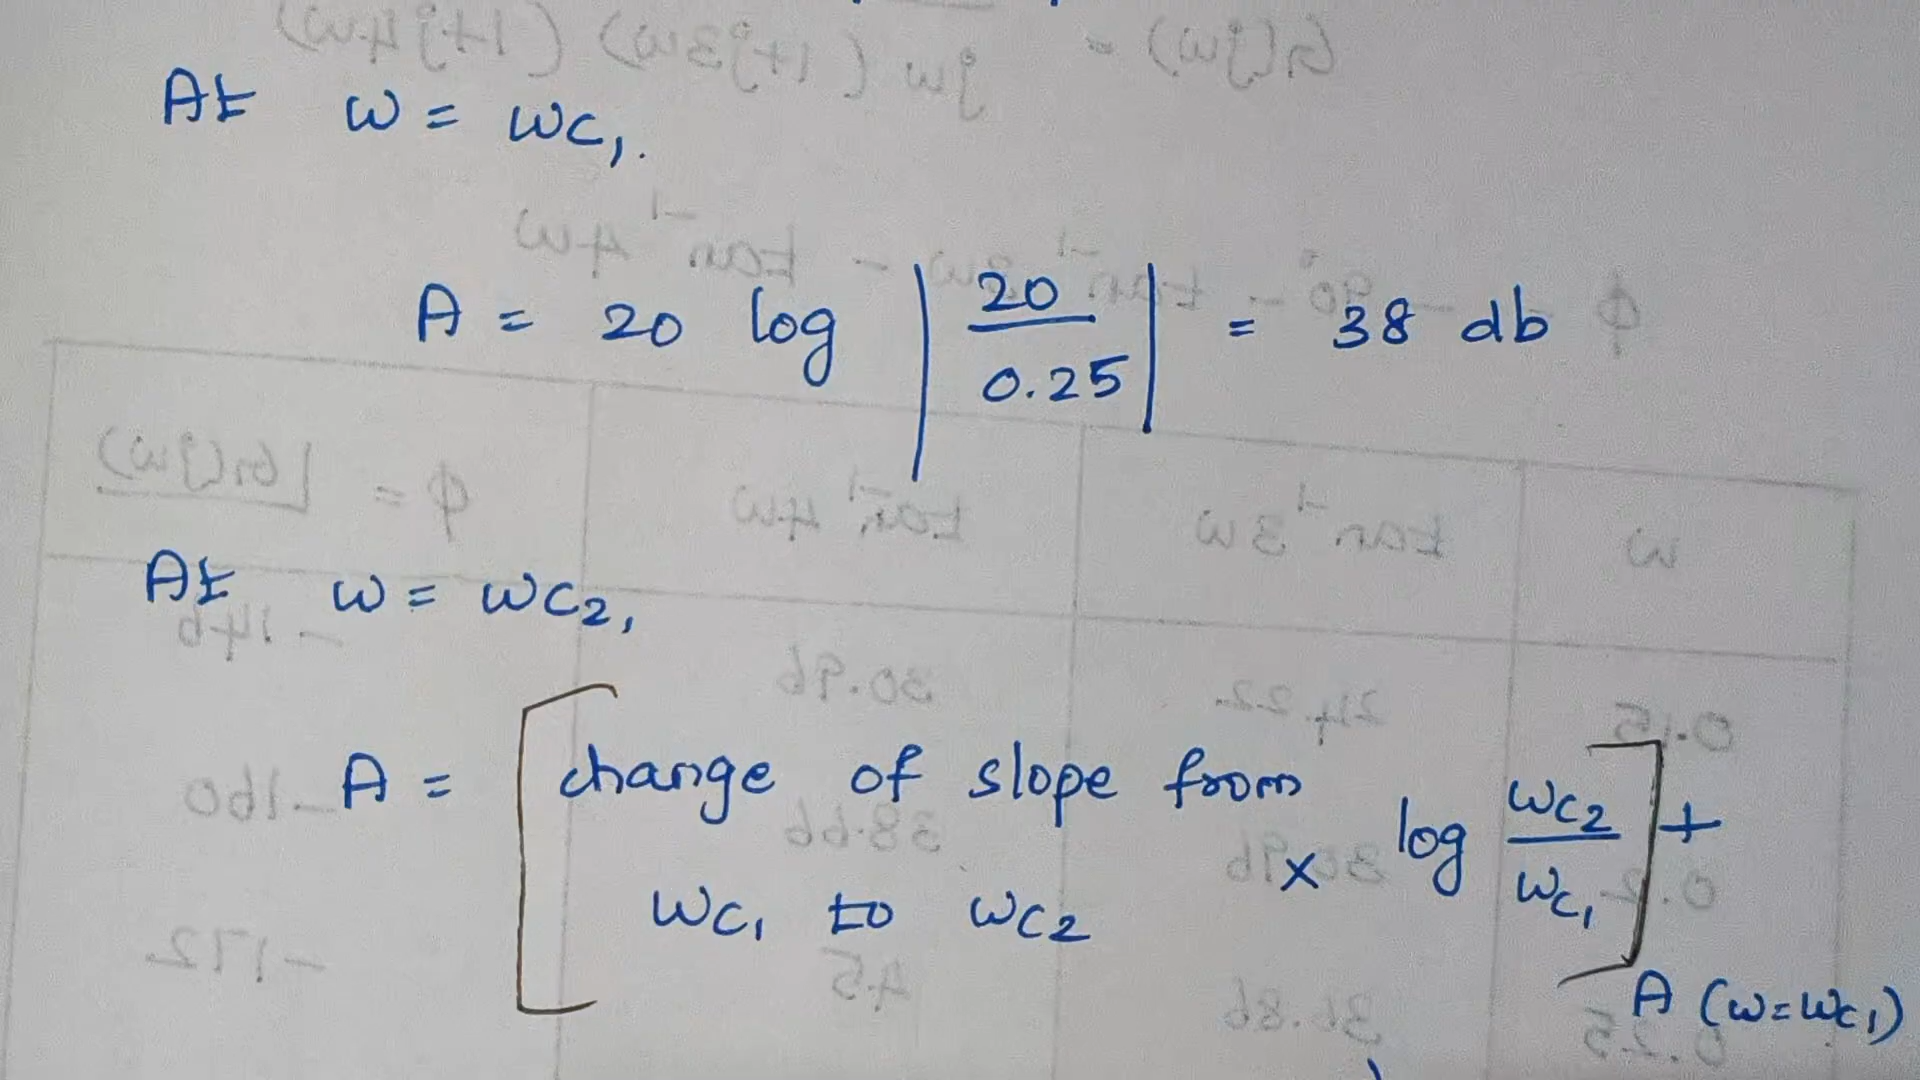 At ω = ωc₁.
A = 20 log | 20 / 0.25 | = 38 db
At ω = ωc₂,
A = [ change of slope from ωc₁ to ωc₂ × log ωc₂ / ωc₁ ] +
A (ω = ωc₁)